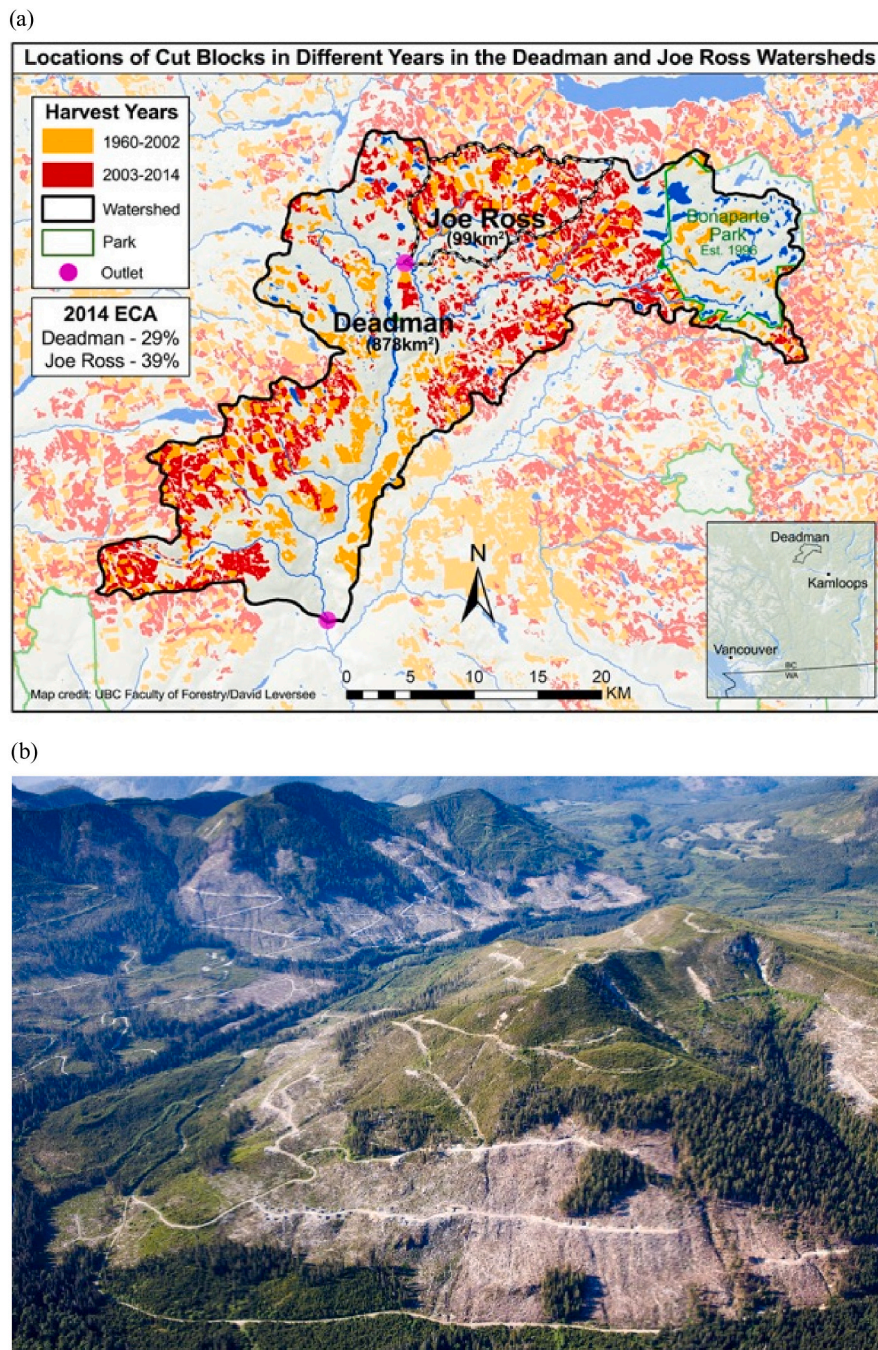 (a)
Locations of Cut Blocks in Different Years in the Deadman and Joe Ross Watersheds
Harvest Years
1960-2002
2003-2014
Watershed
Park
Outlet
2014 ECA
Deadman - 29%
Joe Ross - 39%
Joe Ross
(99km²)
Bonaparte
Park
Est. 1996
Deadman
(878km²)
N
Deadman
Kamloops
Vancouver
BC
WA
0 5 10 15 20
KM
Map credit: UBC Faculty of Forestry/David Leversee
(b)